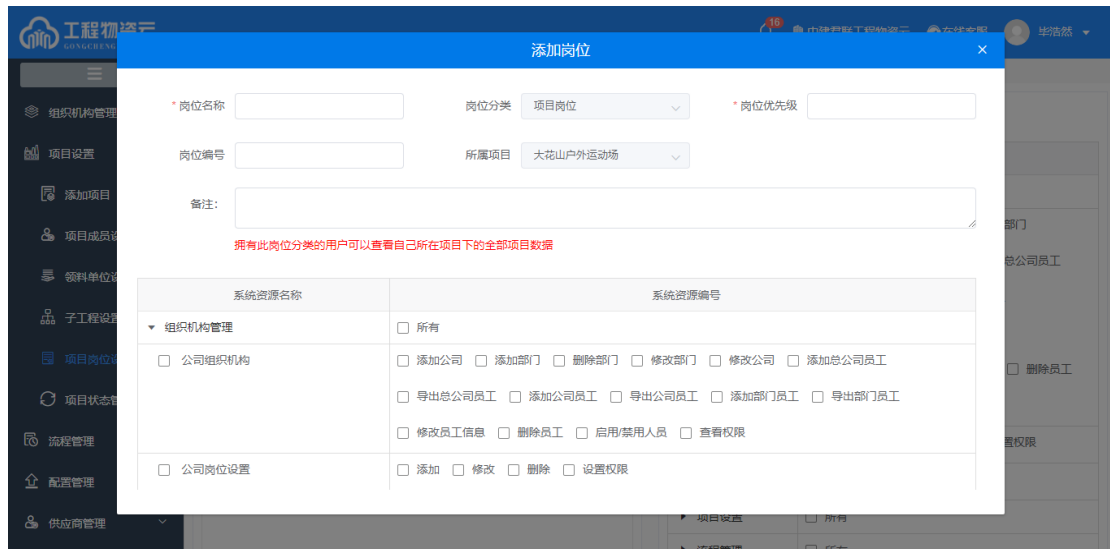 工程物资云
16
中建君联工程物资云
在线客服
毕浩然
GONGCHENG
添加岗位
×
组织机构管理
* 岗位名称
岗位分类
项目岗位
* 岗位优先级
项目设置
岗位编号
所属项目
大花山户外运动场
添加项目
备注:
项目成员设
部门
拥有此岗位分类的用户可以查看自己所在项目下的全部项目数据
总公司员工
领料单位设
系统资源名称
系统资源编号
子工程设置
组织机构管理
所有
项目岗位设
公司组织机构
添加公司 添加部门 删除部门 修改部门 修改公司 添加总公司员工
删除员工
项目状态管
导出总公司员工 添加公司员工 导出公司员工 添加部门员工 导出部门员工
流程管理
修改员工信息 删除员工 启用/禁用人员 查看权限
置权限
公司岗位设置
添加 修改 删除 设置权限
配置管理
供应商管理
项目设置
所有
流程管理
所有